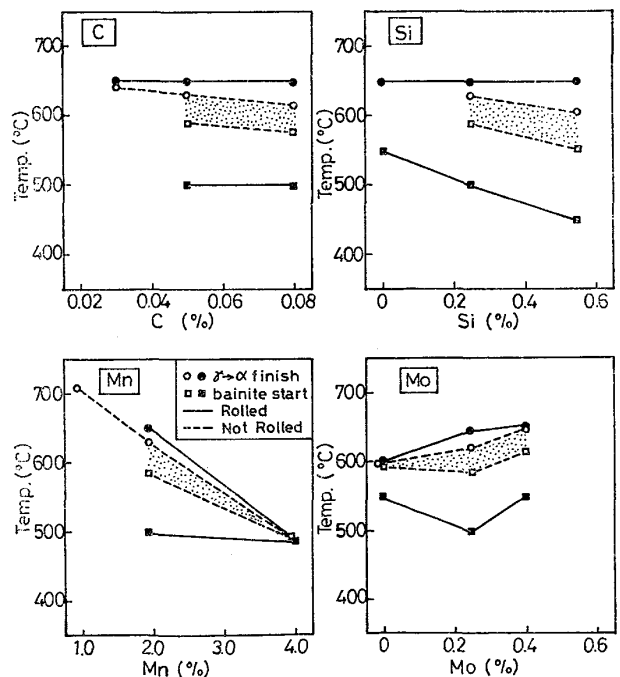 C
700
600
500
400
Temp.(°C)
0.02 0.04 0.06 0.08
C (%)
Si
700
600
500
400
Temp.(°C)
0 0.2 0.4 0.6
Si (%)
Mn
γ→α finish
bainite start
Rolled
Not Rolled
700
600
500
400
Temp.(°C)
1.0 2.0 3.0 4.0
Mn (%)
Mo
700
600
500
400
Temp.(°C)
0 0.2 0.4 0.6
Mo (%)